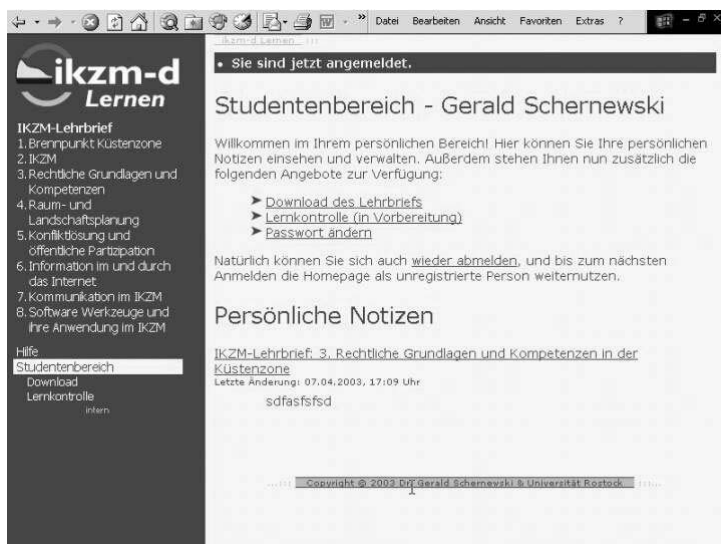 Datei Bearbeiten Ansicht Favoriten Extras ?
ikzm-d Lernen
ikzm-d
Lernen
IKZM-Lehrbrief
1. Brennpunkt Küstenzone
2. IKZM
3. Rechtliche Grundlagen und
Kompetenzen
4. Raum- und
Landschaftsplanung
5. Konfliktlösung und
öffentliche Partizipation
6. Information im und durch
das Internet
7. Kommunikation im IKZM
8. Software Werkzeuge und
ihre Anwendung im IKZM
Hilfe
Studentenbereich
Download
Lernkontrolle
intern
• Sie sind jetzt angemeldet.
Studentenbereich - Gerald Schernewski
Willkommen im Ihrem persönlichen Bereich! Hier können Sie Ihre persönlichen
Notizen einsehen und verwalten. Außerdem stehen Ihnen nun zusätzlich die
folgenden Angebote zur Verfügung:
➤ Download des Lehrbriefs
➤ Lernkontrolle (in Vorbereitung)
➤ Passwort ändern
Natürlich können Sie sich auch wieder abmelden, und bis zum nächsten
Anmelden die Homepage als unregistrierte Person weiternutzen.
Persönliche Notizen
IKZM-Lehrbrief: 3. Rechtliche Grundlagen und Kompetenzen in der
Küstenzone
Letzte Änderung: 07.04.2003, 17:09 Uhr
sdfasfsfsd
Copyright @ 2003 Dr. Gerald Schernewski & Universität Rostock